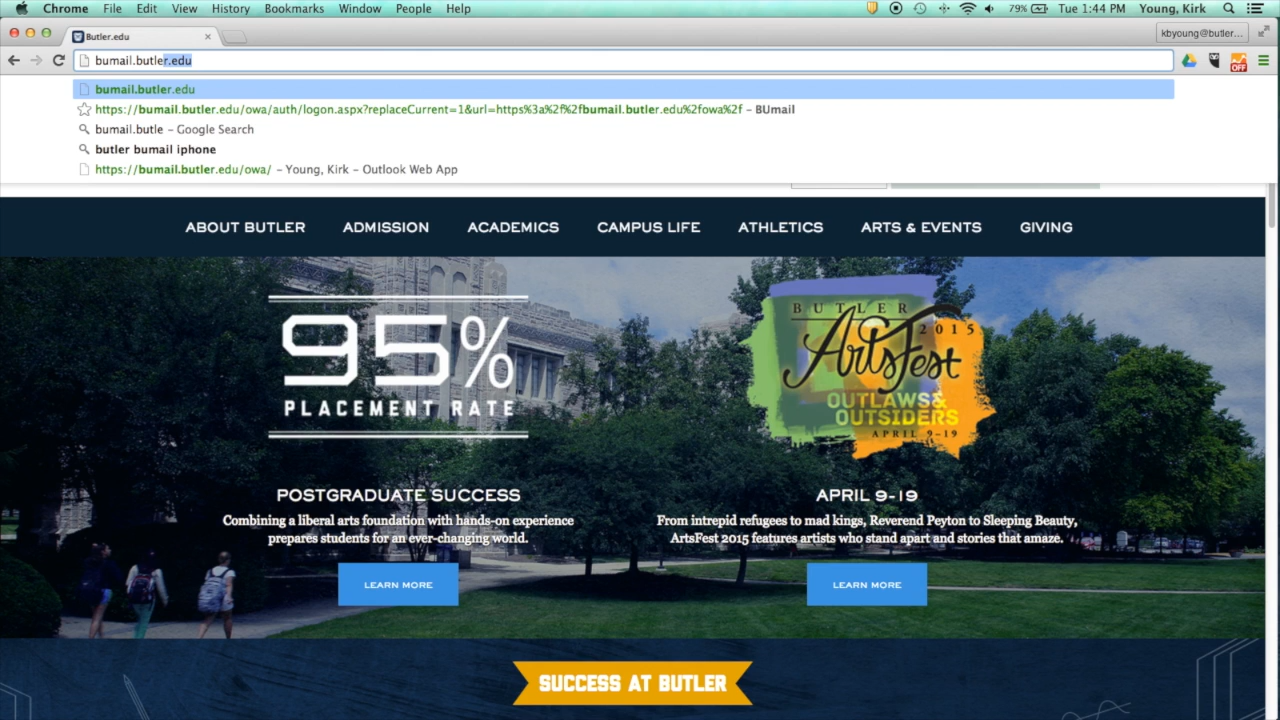 Chrome File Edit View History Bookmarks Window People Help 79% Tue 1:44 PM Young, Kirk
Butler.edu kbyoung@butler...
bumail.butler.edu
bumail.butler.edu
https://bumail.butler.edu/owa/auth/logon.aspx?replaceCurrent=1&url=https%3a%2f%2fbumail.butler.edu%2fowa%2f – BUmail
bumail.butle – Google Search
butler bumail iphone
https://bumail.butler.edu/owa/ – Young, Kirk – Outlook Web App
OFF
ABOUT BUTLER ADMISSION ACADEMICS CAMPUS LIFE ATHLETICS ARTS & EVENTS GIVING
95%
PLACEMENT RATE
BUTLER
ArtsFest 2015
OUTLAWS&
OUTSIDERS
APRIL 9-19
POSTGRADUATE SUCCESS
Combining a liberal arts foundation with hands-on experience
prepares students for an ever-changing world.
LEARN MORE
APRIL 9-19
From intrepid refugees to mad kings, Reverend Peyton to Sleeping Beauty,
ArtsFest 2015 features artists who stand apart and stories that amaze.
LEARN MORE
SUCCESS AT BUTLER